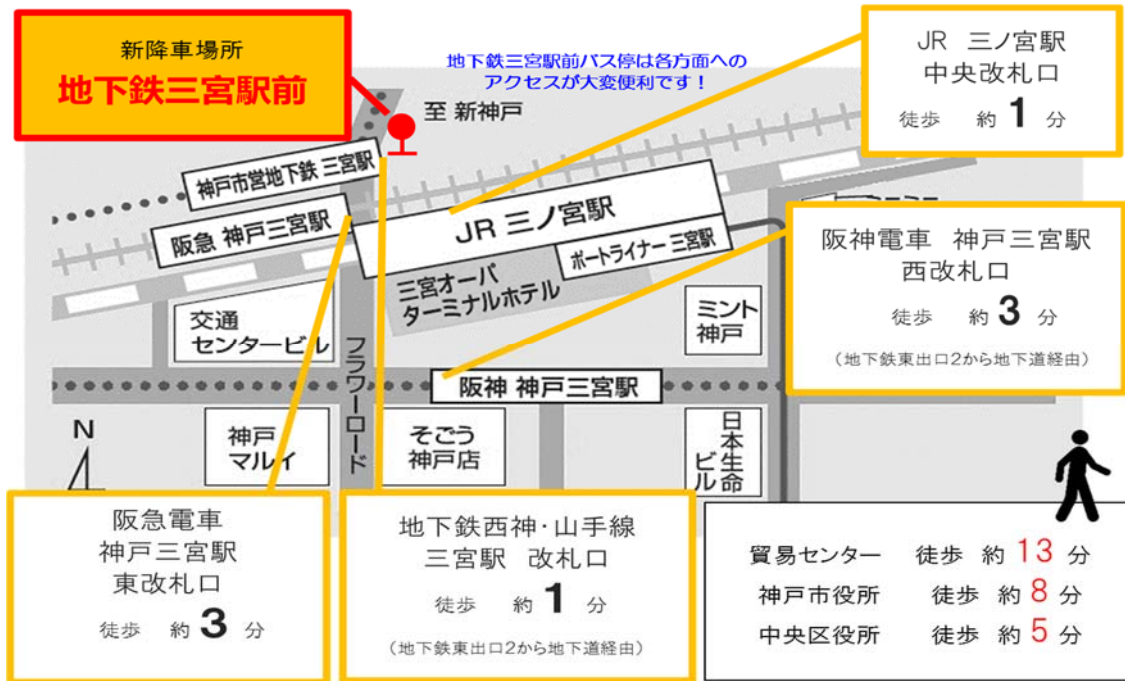 新降車場所
地下鉄三宮駅前
地下鉄三宮駅前バス停は各方面への
アクセスが大変便利です！
至 新神戸
JR 三ノ宮駅
中央改札口
徒歩 約 1 分
神戸市営地下鉄 三宮駅
阪急 神戸三宮駅
JR 三ノ宮駅
ポートライナー 三宮駅
三宮オーパ
ターミナルホテル
阪神電車 神戸三宮駅
西改札口
徒歩 約 3 分
（地下鉄東出口2から地下道経由）
交通
センタービル
ミント
神戸
フラワーロード
阪神 神戸三宮駅
N
神戸
マルイ
そごう
神戸店
日本生命
ビル
阪急電車
神戸三宮駅
東改札口
徒歩 約 3 分
地下鉄西神・山手線
三宮駅 改札口
徒歩 約 1 分
（地下鉄東出口2から地下道経由）
貿易センター 徒歩 約 13 分
神戸市役所 徒歩 約 8 分
中央区役所 徒歩 約 5 分